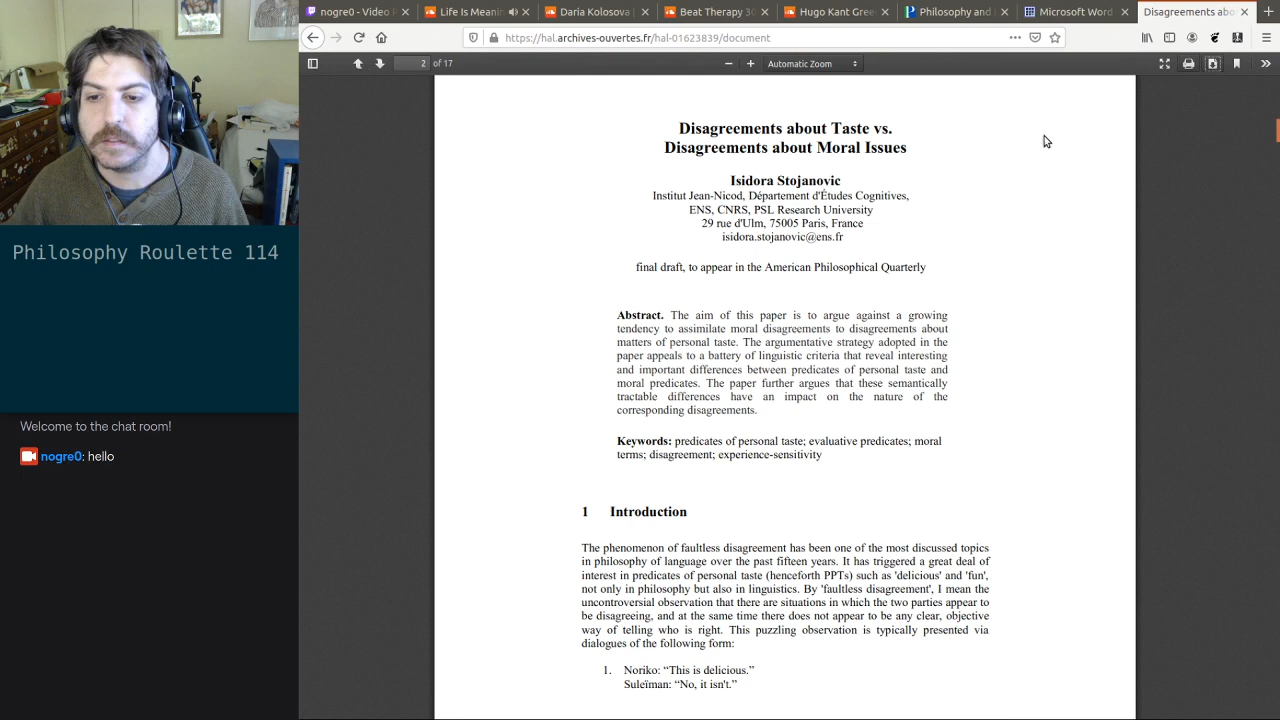 nogre0 - Video P
Life Is Meanin
Daria Kolosova
Beat Therapy 30
Hugo Kant Gree
Philosophy and
Microsoft Word
Disagreements abo
https://hal.archives-ouvertes.fr/hal-01623839/document
2 of 17
Automatic Zoom
Disagreements about Taste vs.
Disagreements about Moral Issues
Isidora Stojanovic
Institut Jean-Nicod, Département d'Études Cognitives,
ENS, CNRS, PSL Research University
29 rue d'Ulm, 75005 Paris, France
isidora.stojanovic@ens.fr
final draft, to appear in the American Philosophical Quarterly
Abstract. The aim of this paper is to argue against a growing
tendency to assimilate moral disagreements to disagreements about
matters of personal taste. The argumentative strategy adopted in the
paper appeals to a battery of linguistic criteria that reveal interesting
and important differences between predicates of personal taste and
moral predicates. The paper further argues that these semantically
tractable differences have an impact on the nature of the
corresponding disagreements.
Keywords: predicates of personal taste; evaluative predicates; moral
terms; disagreement; experience-sensitivity
1 Introduction
The phenomenon of faultless disagreement has been one of the most discussed topics
in philosophy of language over the past fifteen years. It has triggered a great deal of
interest in predicates of personal taste (henceforth PPTs) such as 'delicious' and 'fun',
not only in philosophy but also in linguistics. By 'faultless disagreement', I mean the
uncontroversial observation that there are situations in which the two parties appear to
be disagreeing, and at the same time there does not appear to be any clear, objective
way of telling who is right. This puzzling observation is typically presented via
dialogues of the following form:
1. Noriko: “This is delicious.”
Suleïman: “No, it isn't.”
Philosophy Roulette 114
Welcome to the chat room!
nogre0: hello